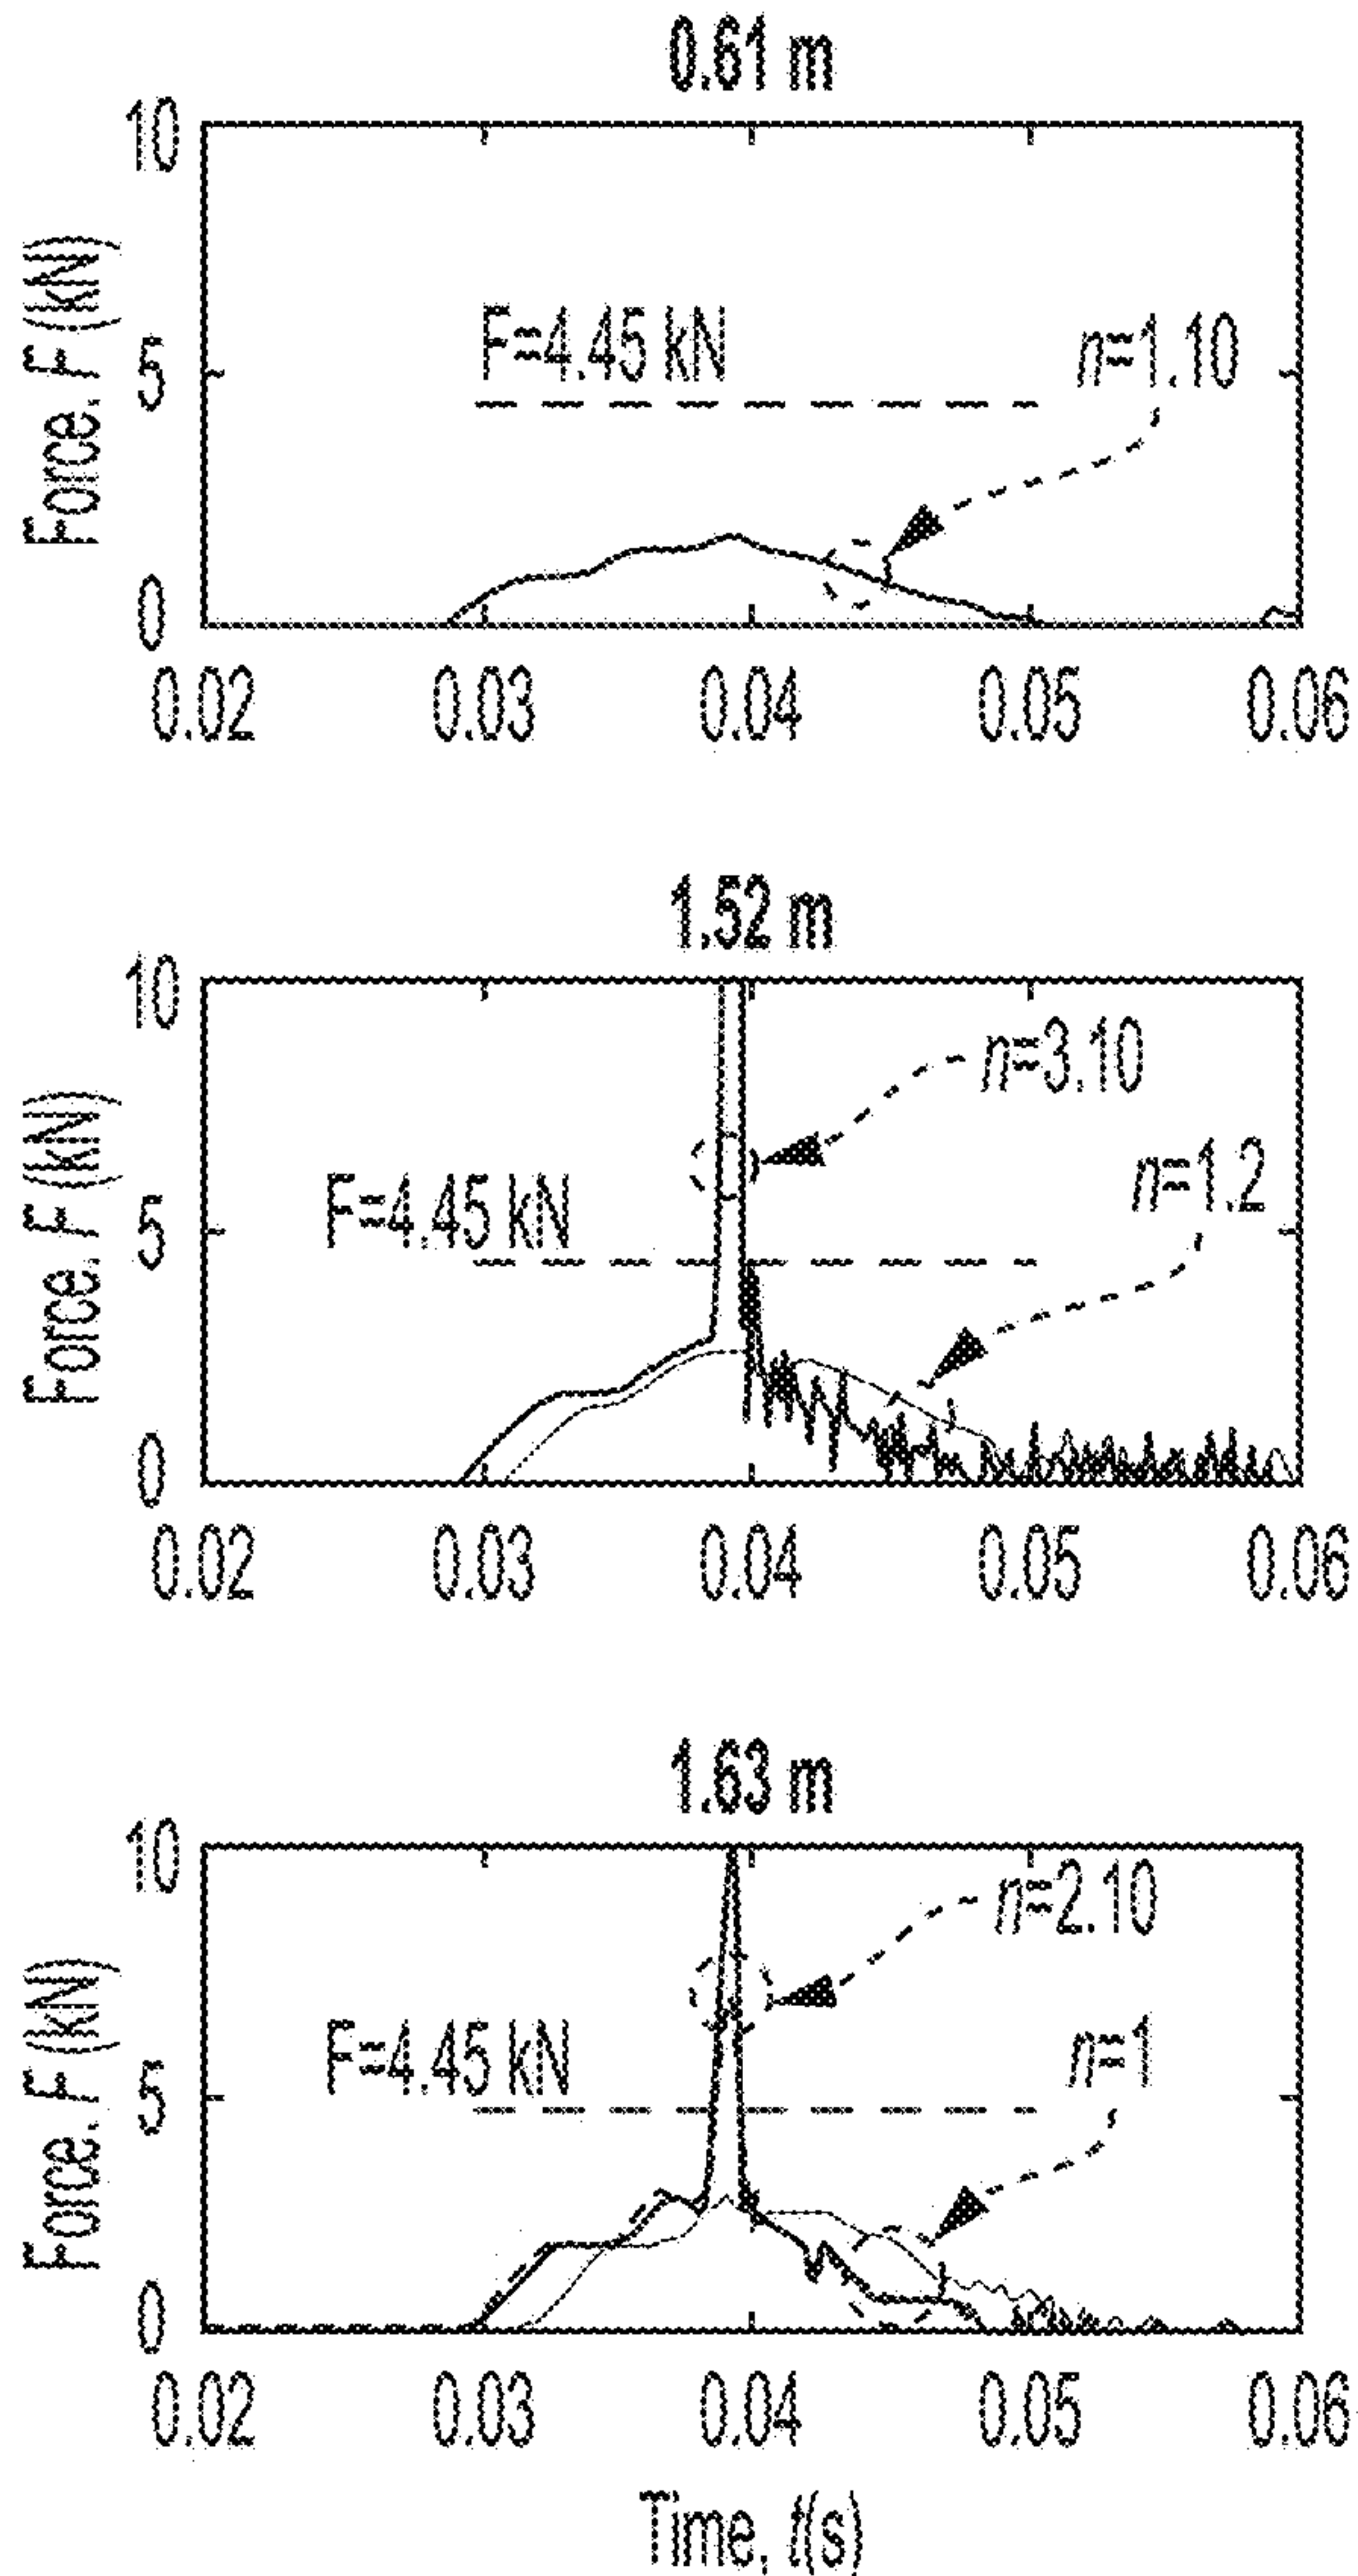 0.61 m
10
F=4.45 kN
n=1.10
5
Force, F (kN)
0
0.02 0.03 0.04 0.05 0.06
1.52 m
10
n=3.10
n=1.2
F=4.45 kN
5
Force, F (kN)
0
0.02 0.03 0.04 0.05 0.06
1.63 m
10
n=2.10
F=4.45 kN
n=1
5
Force, F (kN)
0
0.02 0.03 0.04 0.05 0.06
Time, t(s)